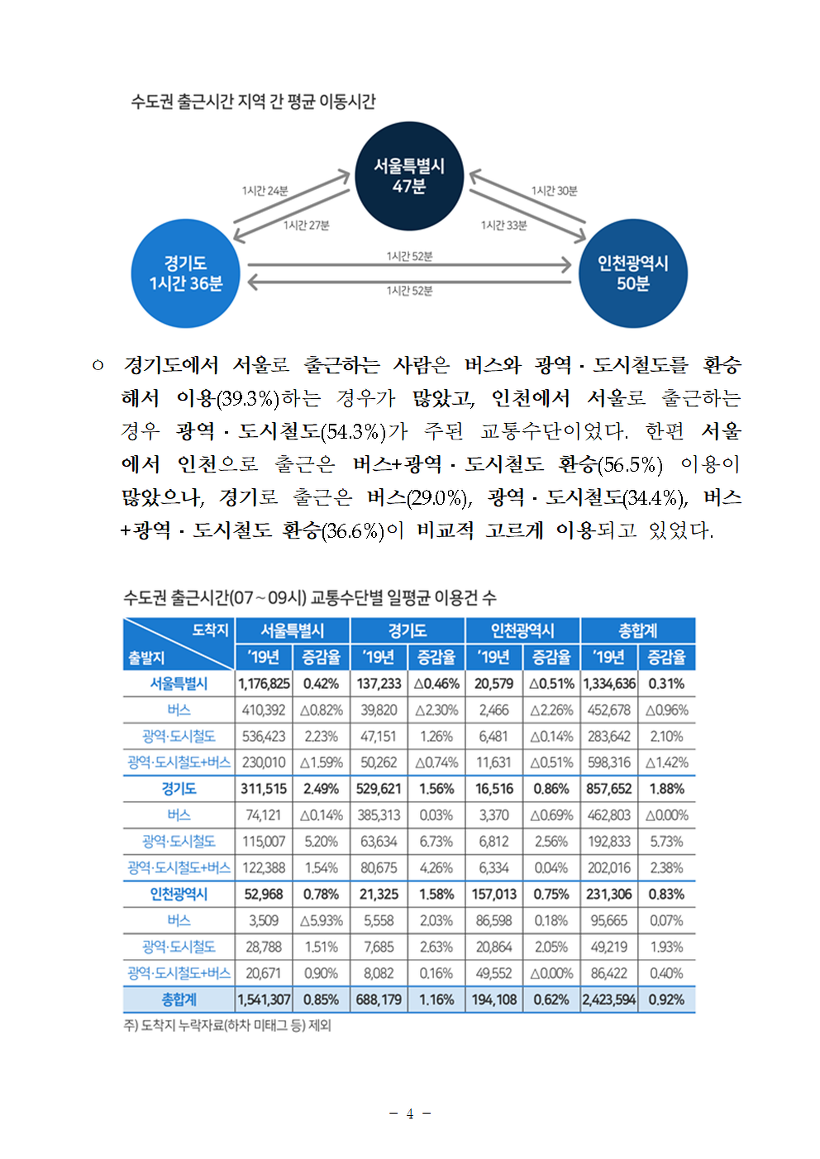 수도권 출근시간 지역 간 평균 이동시간
서울특별시
47분
1시간 24분
1시간 30분
1시간 27분
1시간 33분
경기도
1시간 36분
1시간 52분
1시간 52분
인천광역시
50분
○ 경기도에서 서울로 출근하는 사람은 버스와 광역·도시철도를 환승
해서 이용(39.3%)하는 경우가 많았고, 인천에서 서울로 출근하는
경우 광역·도시철도(54.3%)가 주된 교통수단이었다. 한편 서울
에서 인천으로 출근은 버스+광역·도시철도 환승(56.5%) 이용이
많았으나, 경기로 출근은 버스(29.0%), 광역·도시철도(34.4%), 버스
+광역·도시철도 환승(36.6%)이 비교적 고르게 이용되고 있었다.
수도권 출근시간(07~09시) 교통수단별 일평균 이용건 수
도착지 서울특별시 경기도 인천광역시 총합계
출발지 ’19년 증감율 ’19년 증감율 ’19년 증감율 ’19년 증감율
서울특별시 1,176,825 0.42% 137,233 △0.46% 20,579 △0.51% 1,334,636 0.31%
버스 410,392 △0.82% 39,820 △2.30% 2,466 △2.26% 452,678 △0.96%
광역·도시철도 536,423 2.23% 47,151 1.26% 6,481 △0.14% 283,642 2.10%
광역·도시철도+버스 230,010 △1.59% 50,262 △0.74% 11,631 △0.51% 598,316 △1.42%
경기도 311,515 2.49% 529,621 1.56% 16,516 0.86% 857,652 1.88%
버스 74,121 △0.14% 385,313 0.03% 3,370 △0.69% 462,803 △0.00%
광역·도시철도 115,007 5.20% 63,634 6.73% 6,812 2.56% 192,833 5.73%
광역·도시철도+버스 122,388 1.54% 80,675 4.26% 6,334 0.04% 202,016 2.38%
인천광역시 52,968 0.78% 21,325 1.58% 157,013 0.75% 231,306 0.83%
버스 3,509 △5.93% 5,558 2.03% 86,598 0.18% 95,665 0.07%
광역·도시철도 28,788 1.51% 7,685 2.63% 20,864 2.05% 49,219 1.93%
광역·도시철도+버스 20,671 0.90% 8,082 0.16% 49,552 △0.00% 86,422 0.40%
총합계 1,541,307 0.85% 688,179 1.16% 194,108 0.62% 2,423,594 0.92%
주) 도착지 누락자료(하차 미태그 등) 제외
- 4 -